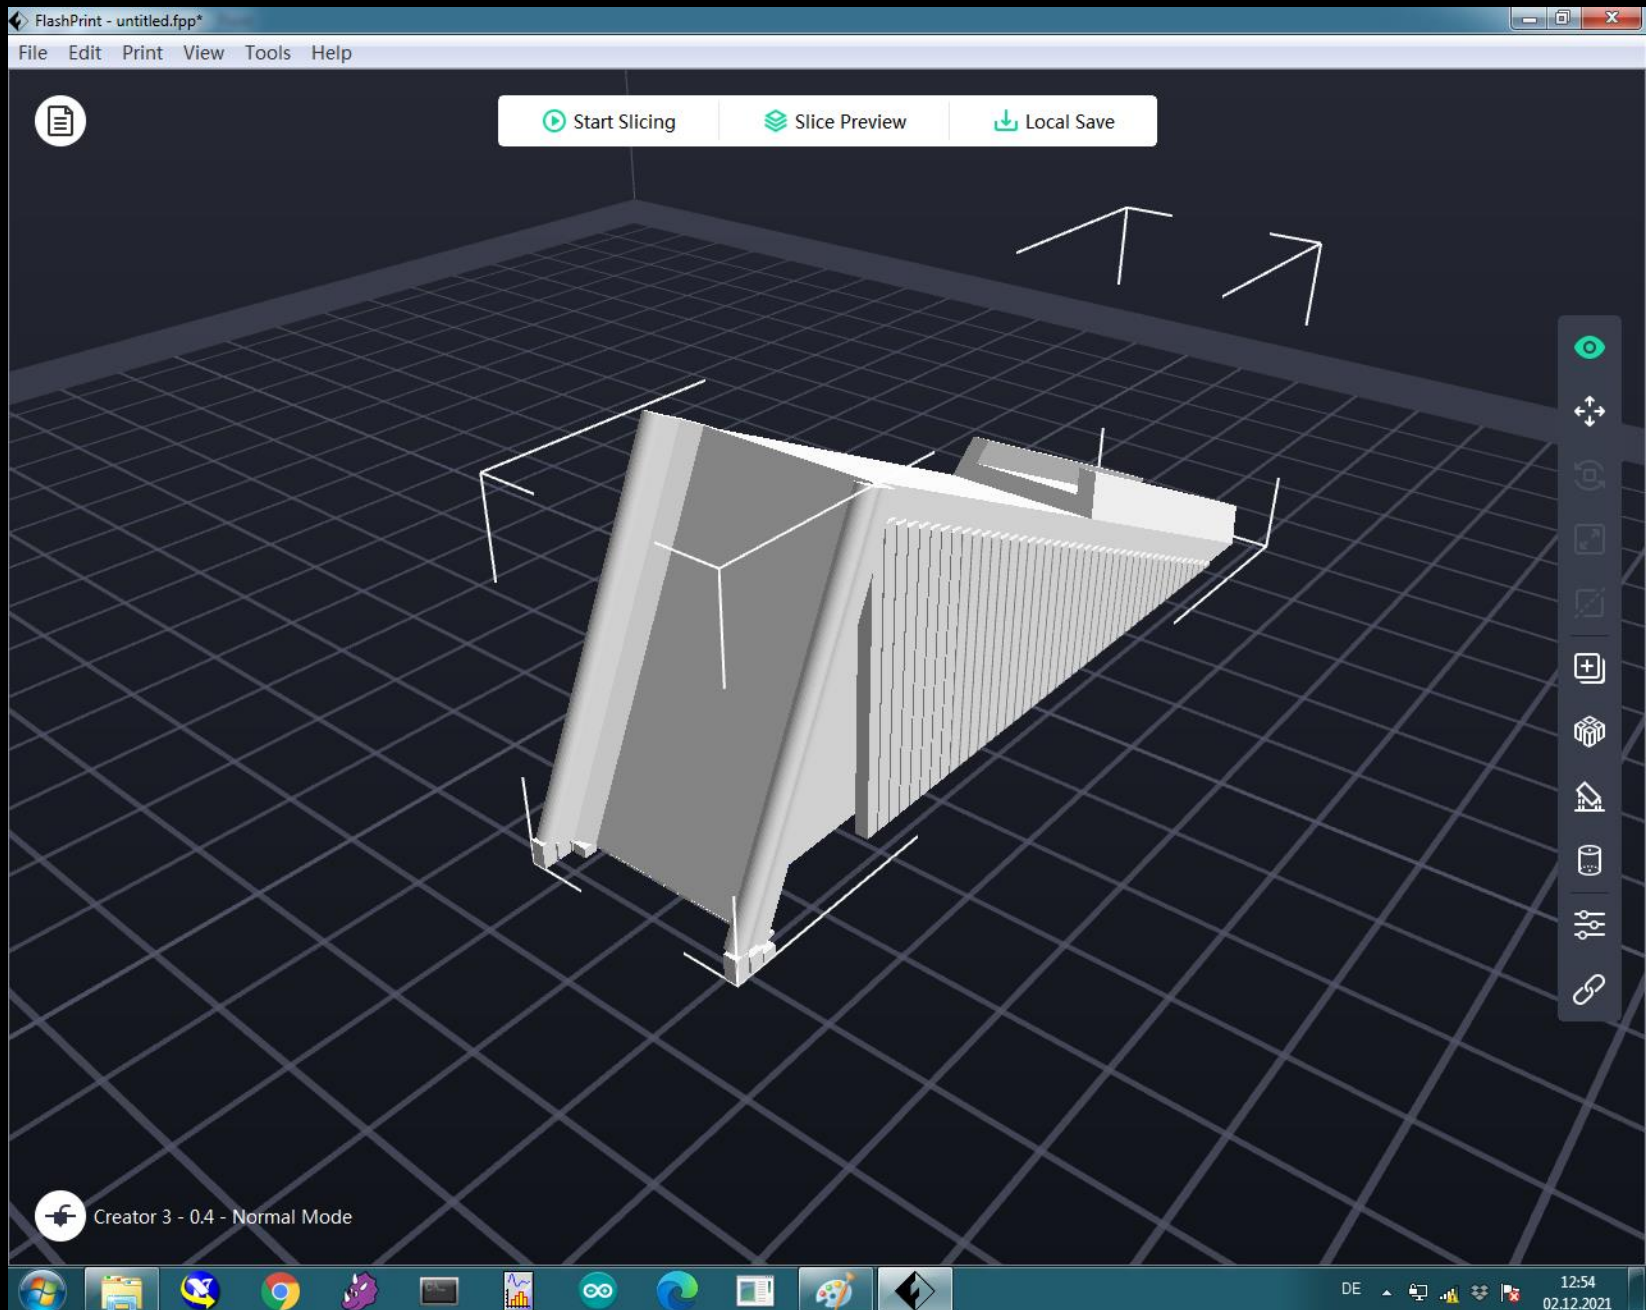 FlashPrint - untitled.fpp*
File Edit Print View Tools Help
Start Slicing Slice Preview Local Save
Creator 3 - 0.4 - Normal Mode
DE 12:54
02.12.2021